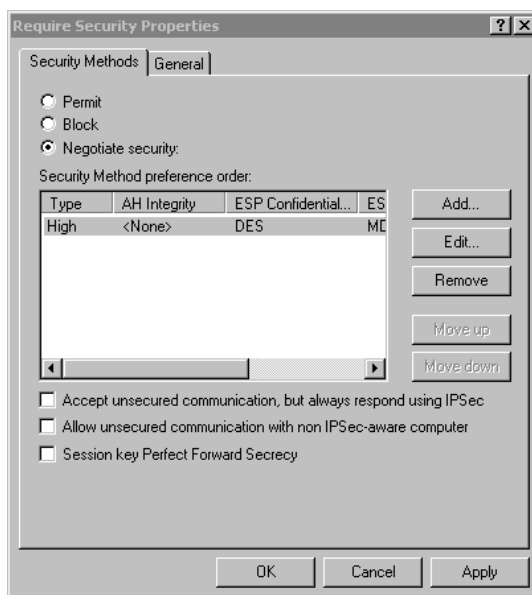 Require Security Properties
Security Methods General
Permit
Block
Negotiate security:
Security Method preference order:
Type AH Integrity ESP Confidential... ES
High <None> DES MD
Add...
Edit...
Remove
Move up
Move down
Accept unsecured communication, but always respond using IPSec
Allow unsecured communication with non IPSec-aware computer
Session key Perfect Forward Secrecy
OK Cancel Apply